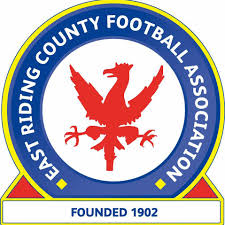 EAST RIDING COUNTY FOOTBALL ASSOCIATION
FOUNDED 1902